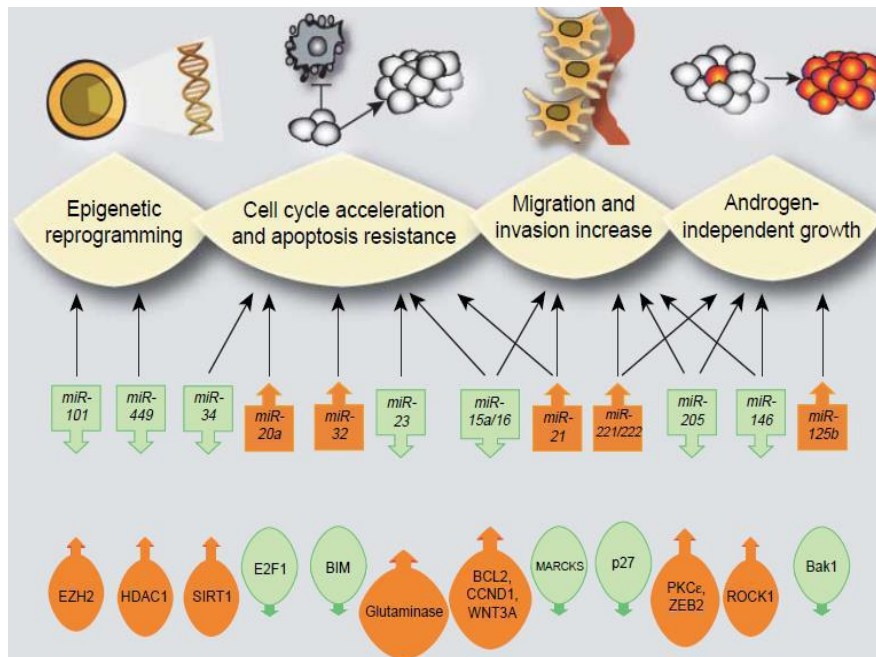 Epigenetic
reprogramming
Cell cycle acceleration
and apoptosis resistance
Migration and
invasion increase
Androgen-
independent growth
miR-
101
miR-
449
miR-
34
miR-
20a
miR-
32
miR-
23
miR-
15a/16
miR-
21
miR-
221/222
miR-
205
miR-
146
miR-
125b
EZH2
HDAC1
SIRT1
E2F1
BIM
Glutaminase
BCL2,
CCND1,
WNT3A
MARCKS
p27
PKCε,
ZEB2
ROCK1
Bak1